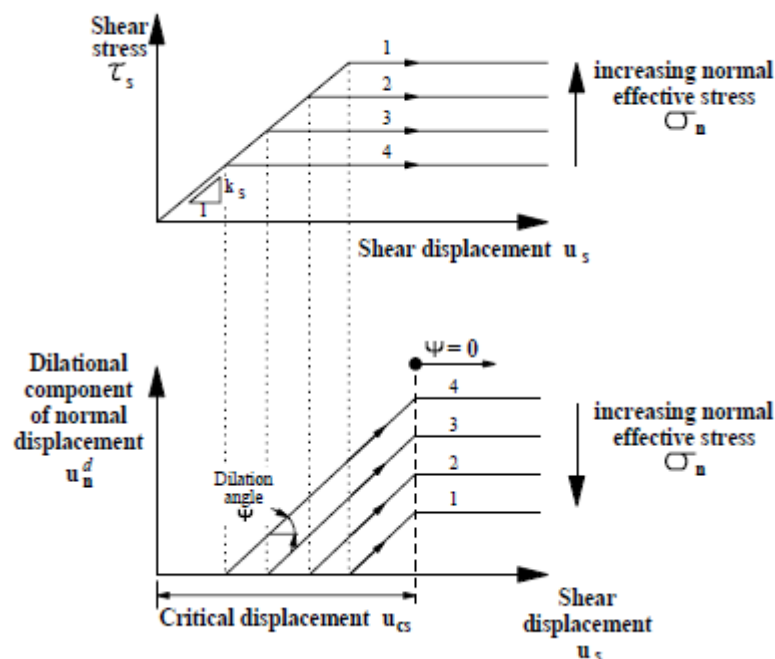 Shear
stress
τs
1
2
3
4
increasing normal
effective stress
σn
ks
1
Shear displacement us
Ψ = 0
Dilational
component
of normal
displacement
u_n^d
4
3
2
1
increasing normal
effective stress
σn
Dilation
angle
Ψ
Critical displacement ucs
Shear
displacement
us